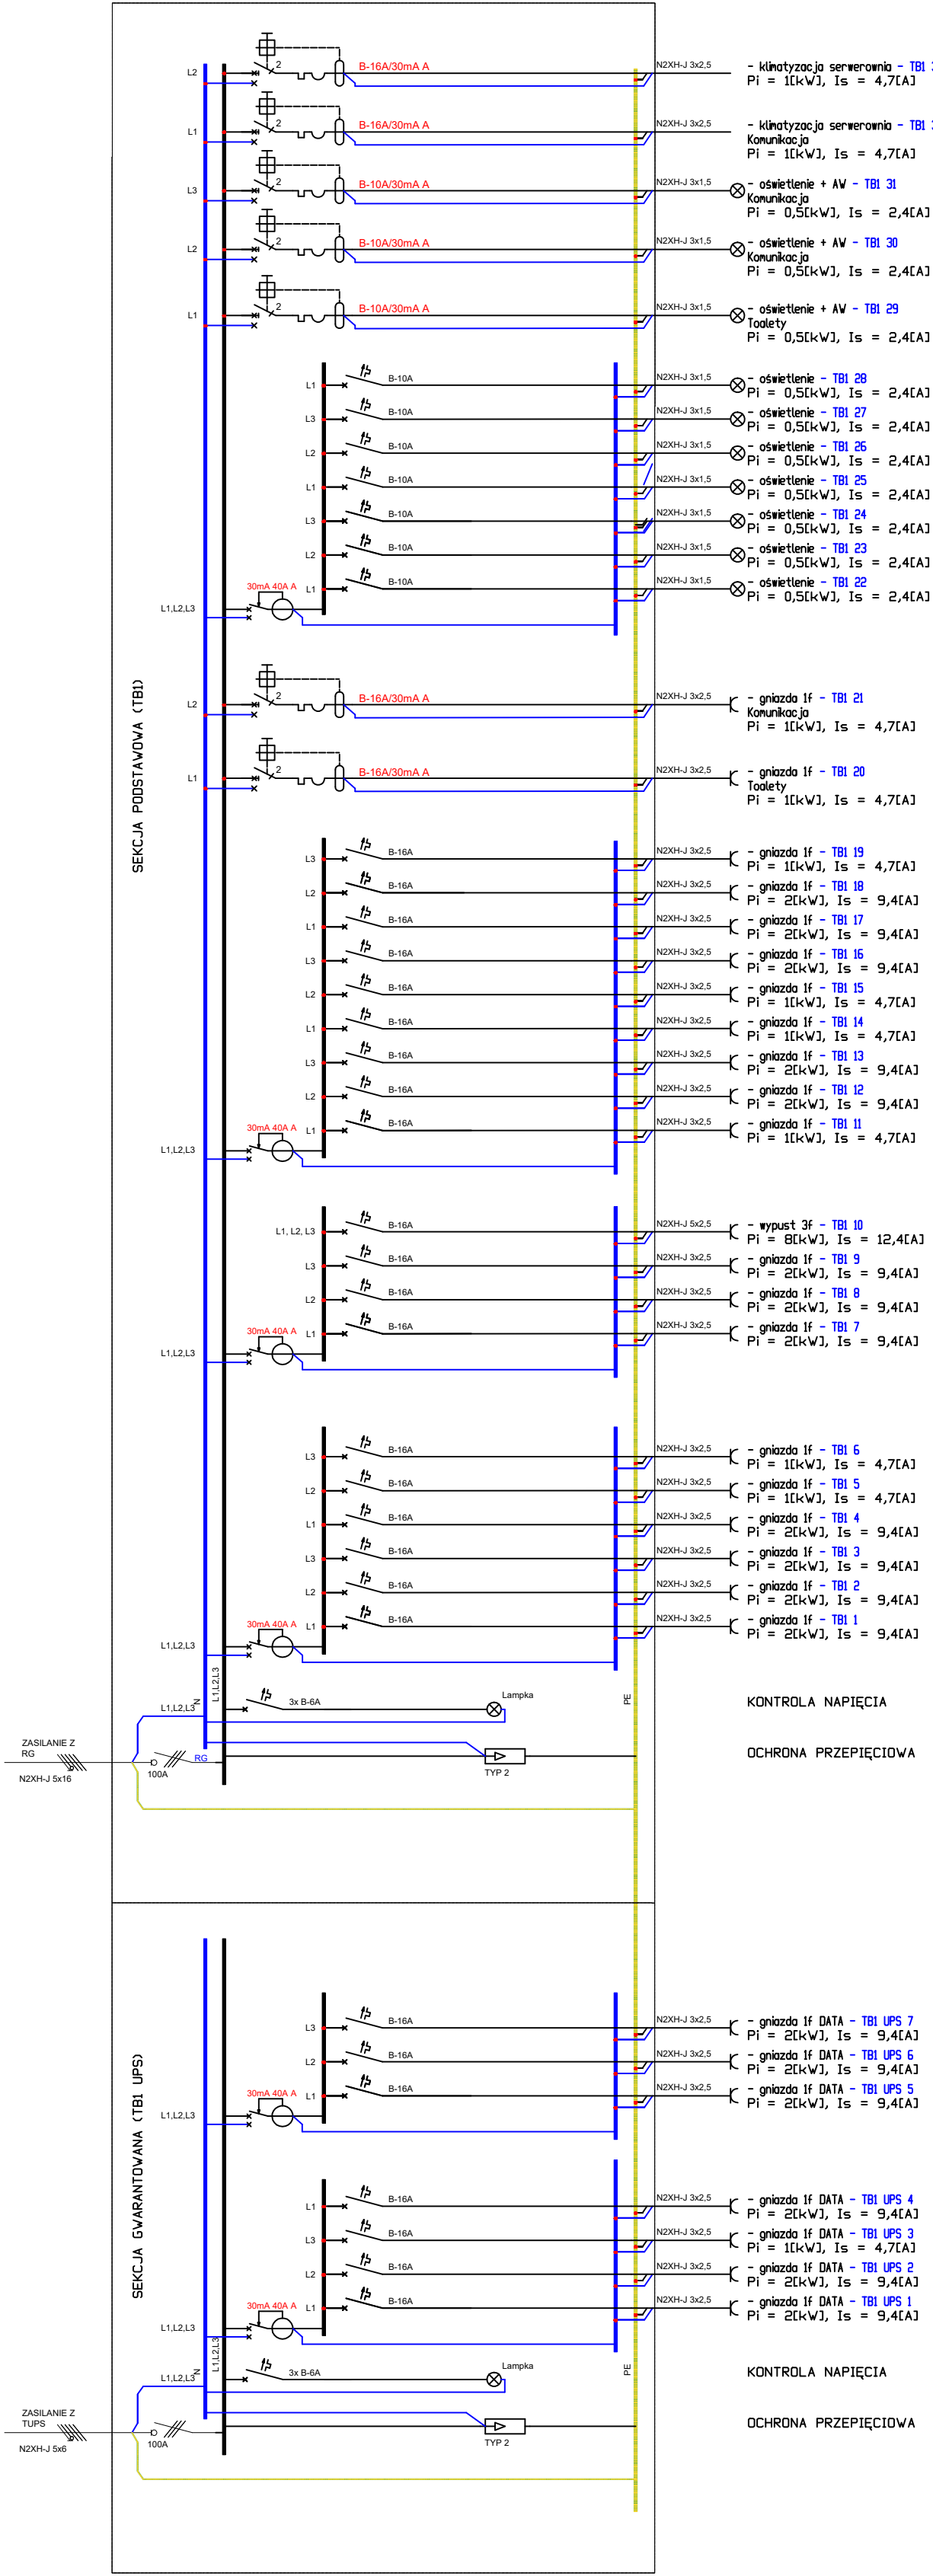 L2
2
B-16A/30mA A
N2XH-J 3x2,5
- klimatyzacja serwerownia - TB1
Pi = 1[kW], Is = 4,7[A]
L1
2
B-16A/30mA A
N2XH-J 3x2,5
- klimatyzacja serwerownia - TB1
Komunikacja
Pi = 1[kW], Is = 4,7[A]
L3
2
B-10A/30mA A
N2XH-J 3x1,5
- oświetlenie + AW - TB1 31
Komunikacja
Pi = 0,5[kW], Is = 2,4[A]
L2
2
B-10A/30mA A
N2XH-J 3x1,5
- oświetlenie + AW - TB1 30
Komunikacja
Pi = 0,5[kW], Is = 2,4[A]
L1
2
B-10A/30mA A
N2XH-J 3x1,5
- oświetlenie + AW - TB1 29
Toalety
Pi = 0,5[kW], Is = 2,4[A]
L1
B-10A
N2XH-J 3x1,5
- oświetlenie - TB1 28
Pi = 0,5[kW], Is = 2,4[A]
L3
B-10A
N2XH-J 3x1,5
- oświetlenie - TB1 27
Pi = 0,5[kW], Is = 2,4[A]
L2
B-10A
N2XH-J 3x1,5
- oświetlenie - TB1 26
Pi = 0,5[kW], Is = 2,4[A]
L1
B-10A
N2XH-J 3x1,5
- oświetlenie - TB1 25
Pi = 0,5[kW], Is = 2,4[A]
L3
B-10A
N2XH-J 3x1,5
- oświetlenie - TB1 24
Pi = 0,5[kW], Is = 2,4[A]
L2
B-10A
N2XH-J 3x1,5
- oświetlenie - TB1 23
Pi = 0,5[kW], Is = 2,4[A]
L1
B-10A
N2XH-J 3x1,5
- oświetlenie - TB1 22
Pi = 0,5[kW], Is = 2,4[A]
30mA 40A A
L1,L2,L3
SEKCJA PODSTAWOWA (TB1)
L2
2
B-16A/30mA A
N2XH-J 3x2,5
- gniazda 1f - TB1 21
Komunikacja
Pi = 1[kW], Is = 4,7[A]
L1
2
B-16A/30mA A
N2XH-J 3x2,5
- gniazda 1f - TB1 20
Toalety
Pi = 1[kW], Is = 4,7[A]
L3
B-16A
N2XH-J 3x2,5
- gniazda 1f - TB1 19
Pi = 1[kW], Is = 4,7[A]
L2
B-16A
N2XH-J 3x2,5
- gniazda 1f - TB1 18
Pi = 2[kW], Is = 9,4[A]
L1
B-16A
N2XH-J 3x2,5
- gniazda 1f - TB1 17
Pi = 2[kW], Is = 9,4[A]
L3
B-16A
N2XH-J 3x2,5
- gniazda 1f - TB1 16
Pi = 2[kW], Is = 9,4[A]
L2
B-16A
N2XH-J 3x2,5
- gniazda 1f - TB1 15
Pi = 1[kW], Is = 4,7[A]
L1
B-16A
N2XH-J 3x2,5
- gniazda 1f - TB1 14
Pi = 1[kW], Is = 4,7[A]
L3
B-16A
N2XH-J 3x2,5
- gniazda 1f - TB1 13
Pi = 2[kW], Is = 9,4[A]
L2
B-16A
N2XH-J 3x2,5
- gniazda 1f - TB1 12
Pi = 2[kW], Is = 9,4[A]
L1
B-16A
N2XH-J 3x2,5
- gniazda 1f - TB1 11
Pi = 1[kW], Is = 4,7[A]
30mA 40A A
L1,L2,L3
L1, L2, L3
B-16A
N2XH-J 5x2,5
- wypust 3f - TB1 10
Pi = 8[kW], Is = 12,4[A]
L3
B-16A
N2XH-J 3x2,5
- gniazda 1f - TB1 9
Pi = 2[kW], Is = 9,4[A]
L2
B-16A
N2XH-J 3x2,5
- gniazda 1f - TB1 8
Pi = 2[kW], Is = 9,4[A]
L1
B-16A
N2XH-J 3x2,5
- gniazda 1f - TB1 7
Pi = 2[kW], Is = 9,4[A]
30mA 40A A
L1,L2,L3
L3
B-16A
N2XH-J 3x2,5
- gniazda 1f - TB1 6
Pi = 1[kW], Is = 4,7[A]
L2
B-16A
N2XH-J 3x2,5
- gniazda 1f - TB1 5
Pi = 1[kW], Is = 4,7[A]
L1
B-16A
N2XH-J 3x2,5
- gniazda 1f - TB1 4
Pi = 2[kW], Is = 9,4[A]
L3
B-16A
N2XH-J 3x2,5
- gniazda 1f - TB1 3
Pi = 2[kW], Is = 9,4[A]
L2
B-16A
N2XH-J 3x2,5
- gniazda 1f - TB1 2
Pi = 2[kW], Is = 9,4[A]
L1
B-16A
N2XH-J 3x2,5
- gniazda 1f - TB1 1
Pi = 2[kW], Is = 9,4[A]
30mA 40A A
L1,L2,L3
L1,L2,L3
N
L1,L2,L3
3x B-6A
Lampka
PE
KONTROLA NAPIĘCIA
ZASILANIE Z
RG
N2XH-J 5x16
100A
RG
TYP 2
OCHRONA PRZEPIĘCIOWA
SEKCJA GWARANTOWANA (TB1 UPS)
L3
B-16A
N2XH-J 3x2,5
- gniazda 1f DATA - TB1 UPS 7
Pi = 2[kW], Is = 9,4[A]
L2
B-16A
N2XH-J 3x2,5
- gniazda 1f DATA - TB1 UPS 6
Pi = 2[kW], Is = 9,4[A]
L1
B-16A
N2XH-J 3x2,5
- gniazda 1f DATA - TB1 UPS 5
Pi = 2[kW], Is = 9,4[A]
30mA 40A A
L1,L2,L3
L1
B-16A
N2XH-J 3x2,5
- gniazda 1f DATA - TB1 UPS 4
Pi = 2[kW], Is = 9,4[A]
L3
B-16A
N2XH-J 3x2,5
- gniazda 1f DATA - TB1 UPS 3
Pi = 1[kW], Is = 4,7[A]
L2
B-16A
N2XH-J 3x2,5
- gniazda 1f DATA - TB1 UPS 2
Pi = 2[kW], Is = 9,4[A]
L1
B-16A
N2XH-J 3x2,5
- gniazda 1f DATA - TB1 UPS 1
Pi = 2[kW], Is = 9,4[A]
30mA 40A A
L1,L2,L3
L1,L2,L3
N
L1,L2,L3
3x B-6A
Lampka
PE
KONTROLA NAPIĘCIA
ZASILANIE Z
TUPS
N2XH-J 5x6
100A
TYP 2
OCHRONA PRZEPIĘCIOWA